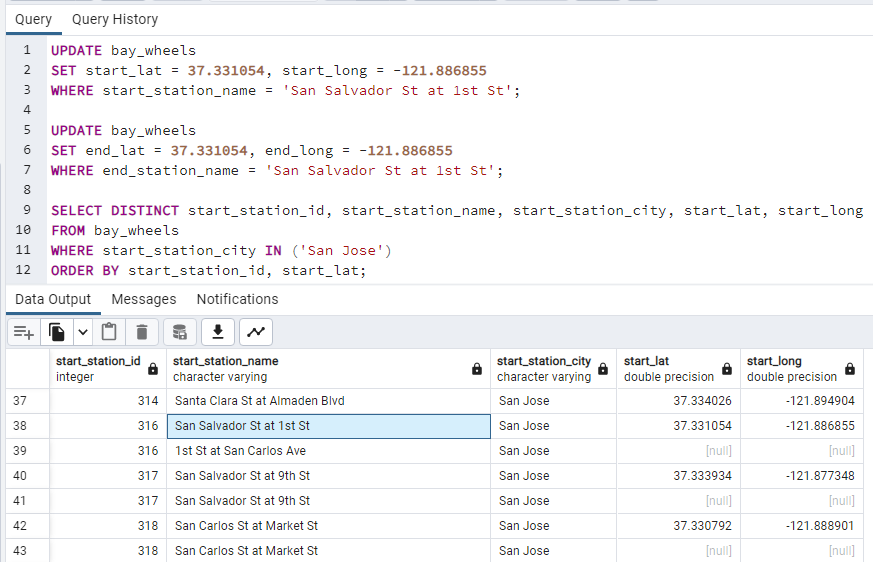 Query Query History
1 UPDATE bay_wheels
2 SET start_lat = 37.331054, start_long = -121.886855
3 WHERE start_station_name = 'San Salvador St at 1st St';
4
5 UPDATE bay_wheels
6 SET end_lat = 37.331054, end_long = -121.886855
7 WHERE end_station_name = 'San Salvador St at 1st St';
8
9 SELECT DISTINCT start_station_id, start_station_name, start_station_city, start_lat, start_long
10 FROM bay_wheels
11 WHERE start_station_city IN ('San Jose')
12 ORDER BY start_station_id, start_lat;
Data Output Messages Notifications
start_station_id start_station_name start_station_city start_lat start_long
integer character varying character varying double precision double precision
37 314 Santa Clara St at Almaden Blvd San Jose 37.334026 -121.894904
38 316 San Salvador St at 1st St San Jose 37.331054 -121.886855
39 316 1st St at San Carlos Ave San Jose [null] [null]
40 317 San Salvador St at 9th St San Jose 37.333934 -121.877348
41 317 San Salvador St at 9th St San Jose [null] [null]
42 318 San Carlos St at Market St San Jose 37.330792 -121.888901
43 318 San Carlos St at Market St San Jose [null] [null]